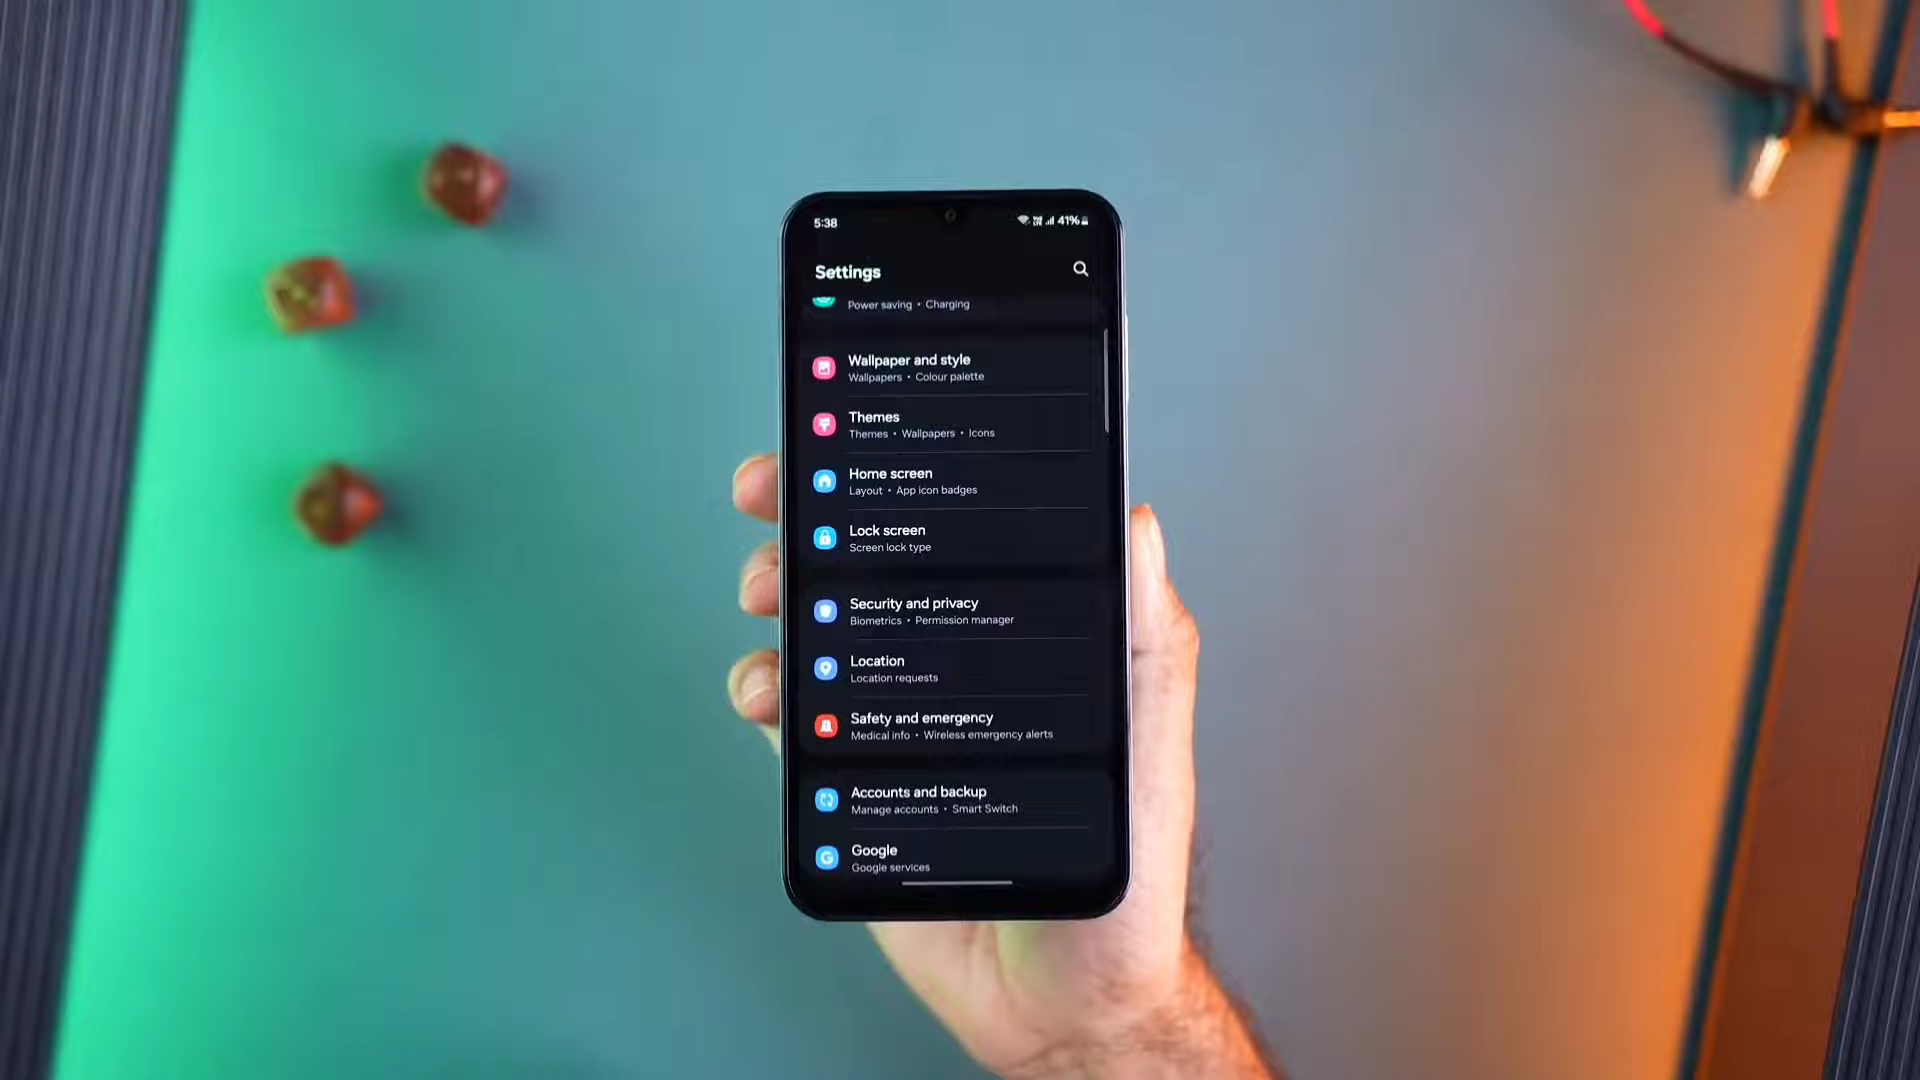 5:38
41%
Settings
Power saving • Charging
Wallpaper and style
Wallpapers • Colour palette
Themes
Themes • Wallpapers • Icons
Home screen
Layout • App icon badges
Lock screen
Screen lock type
Security and privacy
Biometrics • Permission manager
Location
Location requests
Safety and emergency
Medical info • Wireless emergency alerts
Accounts and backup
Manage accounts • Smart Switch
Google
Google services